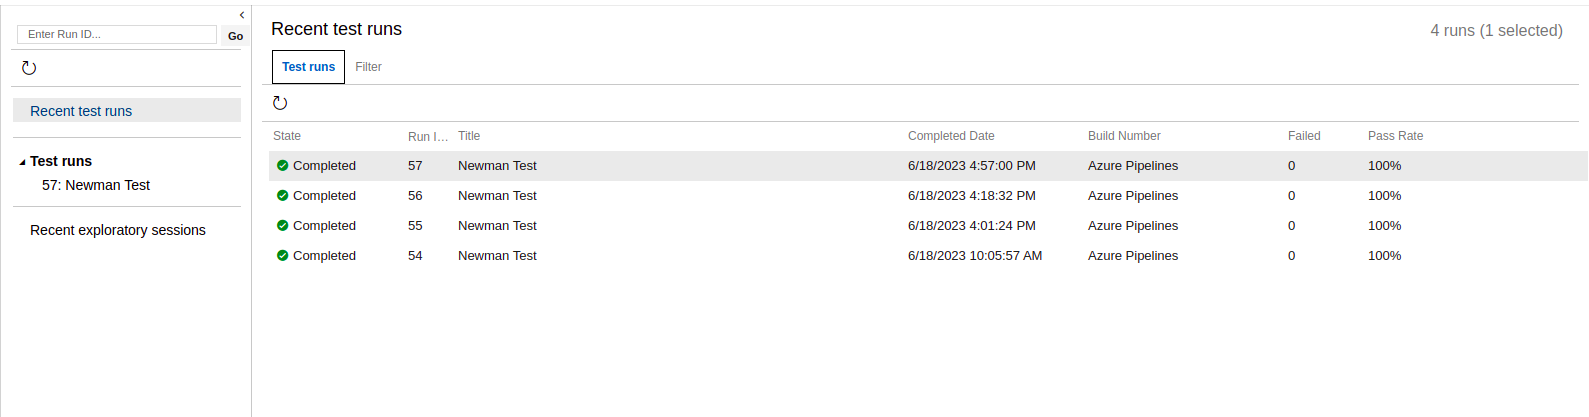 Enter Run ID...
Go
Recent test runs
Test runs
57: Newman Test
Recent exploratory sessions
Recent test runs
4 runs (1 selected)
Test runs Filter
State Run I... Title Completed Date Build Number Failed Pass Rate
Completed 57 Newman Test 6/18/2023 4:57:00 PM Azure Pipelines 0 100%
Completed 56 Newman Test 6/18/2023 4:18:32 PM Azure Pipelines 0 100%
Completed 55 Newman Test 6/18/2023 4:01:24 PM Azure Pipelines 0 100%
Completed 54 Newman Test 6/18/2023 10:05:57 AM Azure Pipelines 0 100%